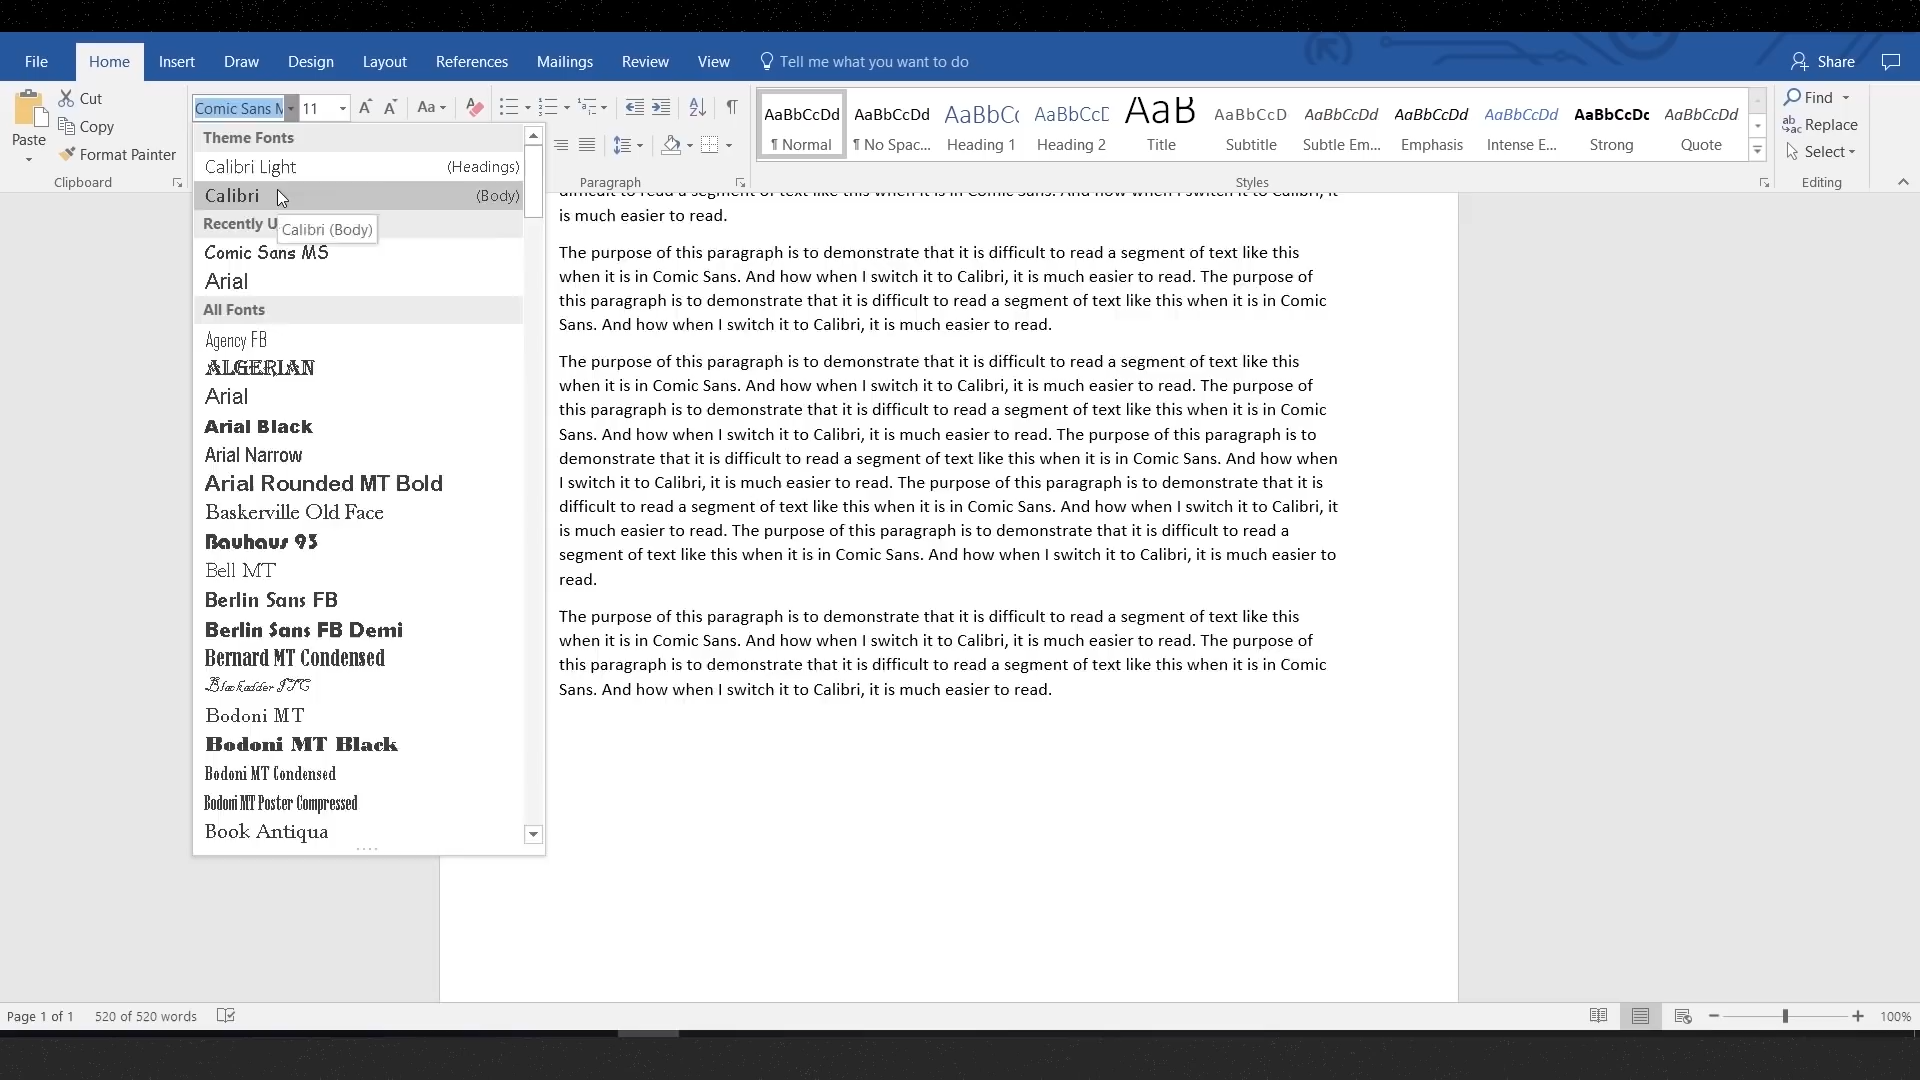 File Home Insert Draw Design Layout References Mailings Review View Tell me what you want to do Share
Paste
Cut
Copy
Format Painter
Clipboard
Comic Sans M 11 Aa
Paragraph
AaBbCcDd AaBbCcDd AaBbCc AaBbCcD AaB AaBbCcD AaBbCcDd AaBbCcDd AaBbCcDd AaBbCcDc AaBbCcDd
¶ Normal ¶ No Spac... Heading 1 Heading 2 Title Subtitle Subtle Em... Emphasis Intense E... Strong Quote
Styles
Find
Replace
Select
Editing
Theme Fonts
Calibri Light (Headings)
Calibri (Body)
Recently U
Calibri (Body)
Comic Sans MS
Arial
All Fonts
Agency FB
ALGERIAN
Arial
Arial Black
Arial Narrow
Arial Rounded MT Bold
Baskerville Old Face
Bauhaus 93
Bell MT
Berlin Sans FB
Berlin Sans FB Demi
Bernard MT Condensed
Blackadder ITC
Bodoni MT
Bodoni MT Black
Bodoni MT Condensed
Bodoni MT Poster Compressed
Book Antiqua
difficult to read a segment of text like this when it is in Comic Sans. And how when I switch it to Calibri, it
is much easier to read.
The purpose of this paragraph is to demonstrate that it is difficult to read a segment of text like this
when it is in Comic Sans. And how when I switch it to Calibri, it is much easier to read. The purpose of
this paragraph is to demonstrate that it is difficult to read a segment of text like this when it is in Comic
Sans. And how when I switch it to Calibri, it is much easier to read.
The purpose of this paragraph is to demonstrate that it is difficult to read a segment of text like this
when it is in Comic Sans. And how when I switch it to Calibri, it is much easier to read. The purpose of
this paragraph is to demonstrate that it is difficult to read a segment of text like this when it is in Comic
Sans. And how when I switch it to Calibri, it is much easier to read. The purpose of this paragraph is to
demonstrate that it is difficult to read a segment of text like this when it is in Comic Sans. And how when
I switch it to Calibri, it is much easier to read. The purpose of this paragraph is to demonstrate that it is
difficult to read a segment of text like this when it is in Comic Sans. And how when I switch it to Calibri, it
is much easier to read. The purpose of this paragraph is to demonstrate that it is difficult to read a
segment of text like this when it is in Comic Sans. And how when I switch it to Calibri, it is much easier to
read.
The purpose of this paragraph is to demonstrate that it is difficult to read a segment of text like this
when it is in Comic Sans. And how when I switch it to Calibri, it is much easier to read. The purpose of
this paragraph is to demonstrate that it is difficult to read a segment of text like this when it is in Comic
Sans. And how when I switch it to Calibri, it is much easier to read.
Page 1 of 1 520 of 520 words 100%